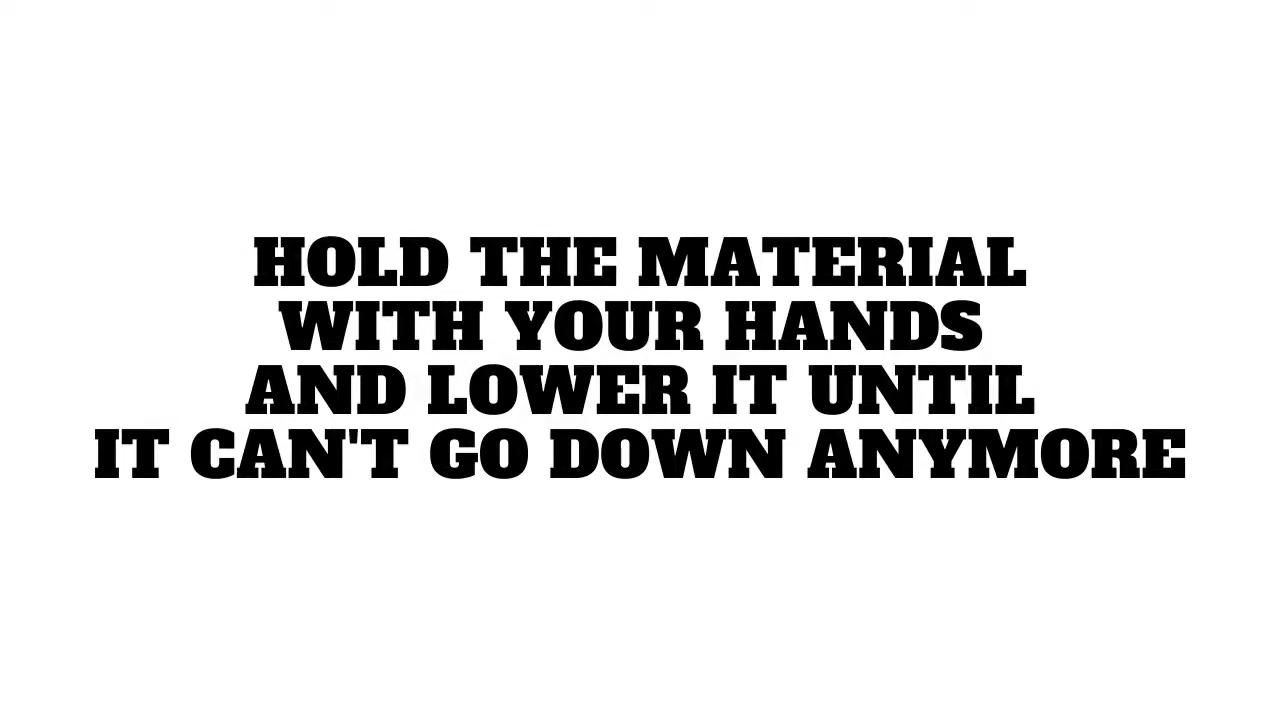 HOLD THE MATERIAL
WITH YOUR HANDS
AND LOWER IT UNTIL
IT CAN'T GO DOWN ANYMORE